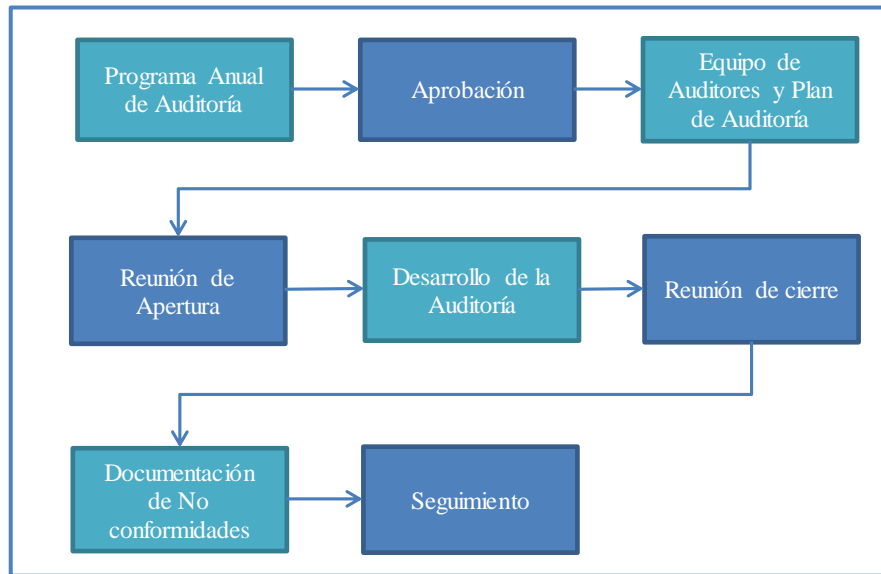 Programa Anual
de Auditoría
Aprobación
Equipo de
Auditores y Plan
de Auditoría
Reunión de
Apertura
Desarrollo de la
Auditoría
Reunión de cierre
Documentación
de No
conformidades
Seguimiento